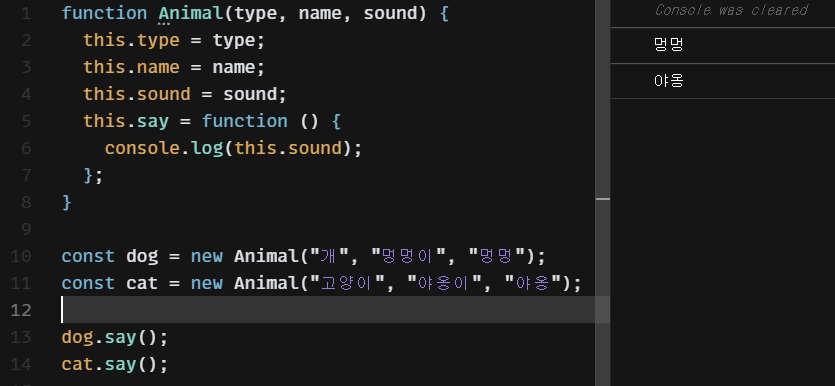 1 function Animal(type, name, sound) {
2 this.type = type;
3 this.name = name;
4 this.sound = sound;
5 this.say = function () {
6 console.log(this.sound);
7 };
8 }
9
10 const dog = new Animal("개", "멍멍이", "멍멍");
11 const cat = new Animal("고양이", "야옹이", "야옹");
12
13 dog.say();
14 cat.say();
Console was cleared
멍멍
야옹